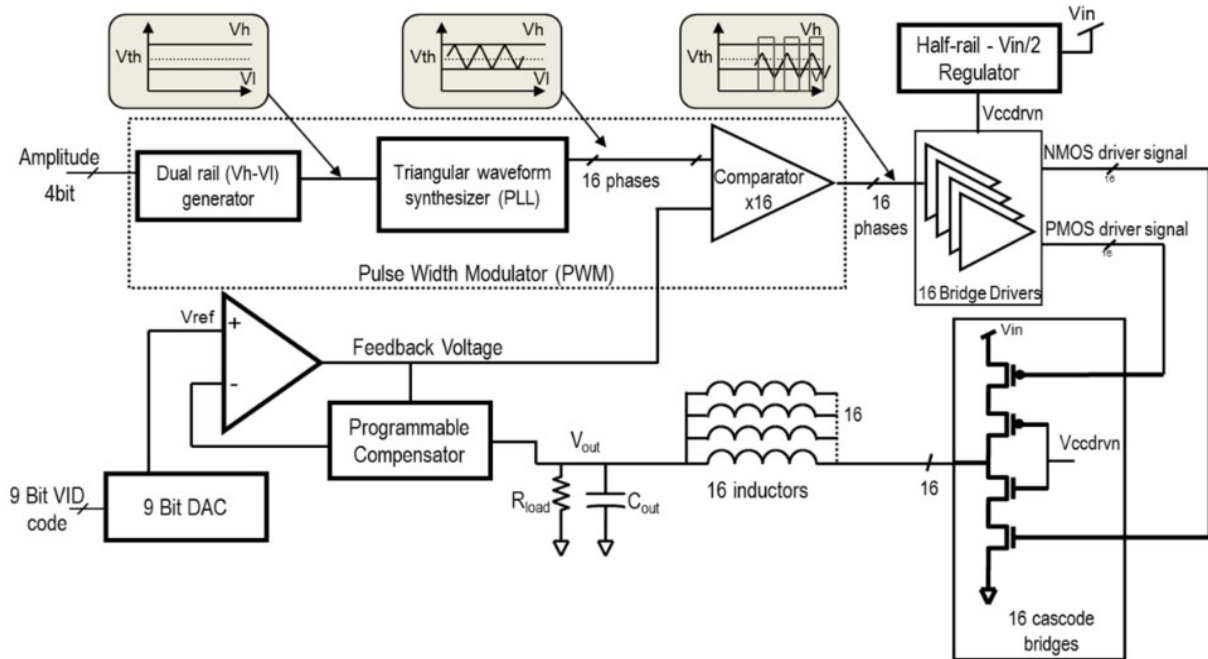 Vh
Vth
Vl
Vh
Vth
Vl
Vh
Vth
V
Vin
Half-rail - Vin/2
Regulator
Vccdrvn
Amplitude
4bit
Dual rail (Vh-Vl)
generator
Triangular waveform
synthesizer (PLL)
16 phases
Comparator
x16
16
phases
NMOS driver signal
16
PMOS driver signal
16
16 Bridge Drivers
Pulse Width Modulator (PWM)
Vref
+
-
Feedback Voltage
Programmable
Compensator
9 Bit VID
code
9 Bit DAC
Vout
Rload
Cout
16
16 inductors
16
Vin
Vccdrvn
16 cascode
bridges